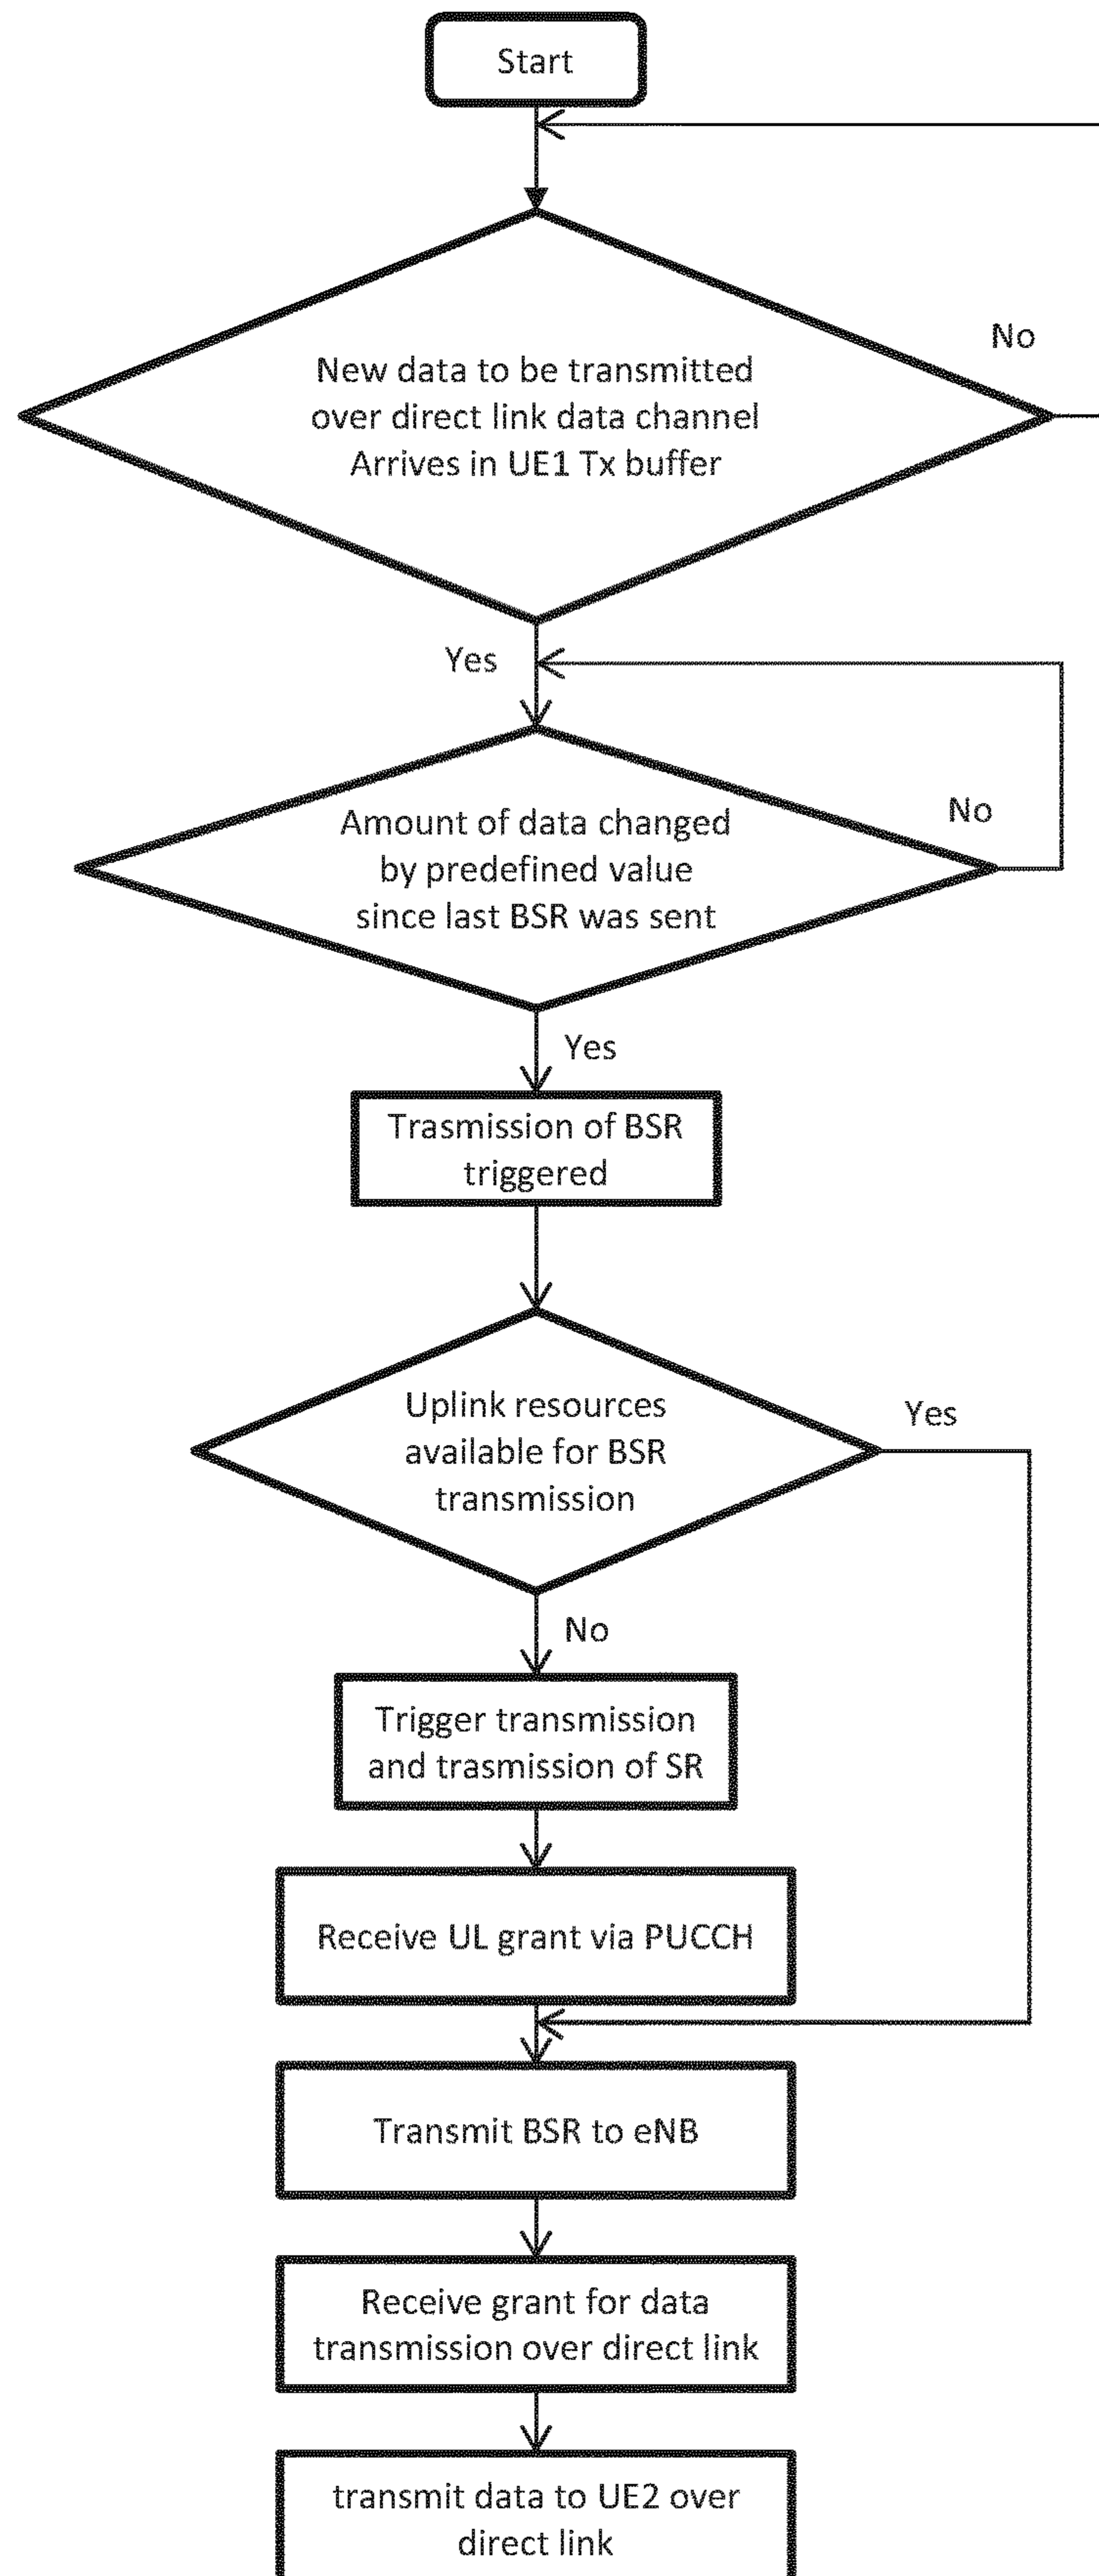 Start
No
New data to be transmitted
over direct link data channel
Arrives in UE1 Tx buffer
Yes
No
Amount of data changed
by predefined value
since last BSR was sent
Yes
Trasmission of BSR
triggered
Yes
Uplink resources
available for BSR
transmission
No
Trigger transmission
and trasmission of SR
Receive UL grant via PUCCH
Transmit BSR to eNB
Receive grant for data
transmission over direct link
transmit data to UE2 over
direct link